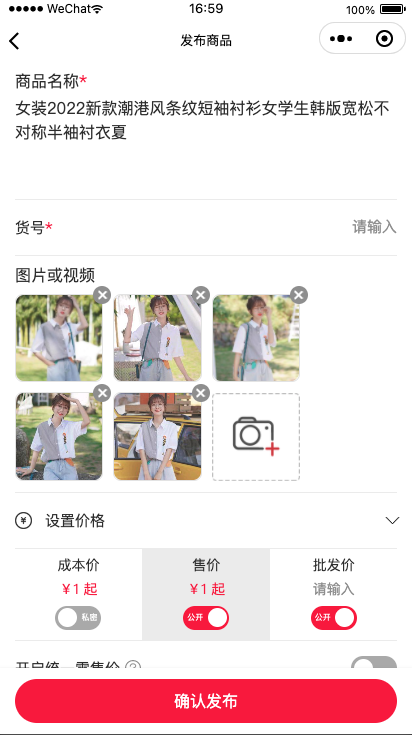 WeChat 16:59 100%
发布商品
商品名称*
女装2022新款潮港风条纹短袖衬衫女学生韩版宽松不
对称半袖衬衣夏
货号* 请输入
图片或视频
设置价格
成本价 售价 批发价
¥1 起 ¥1 起 请输入
私密 公开 公开
开启统一零售价
确认发布